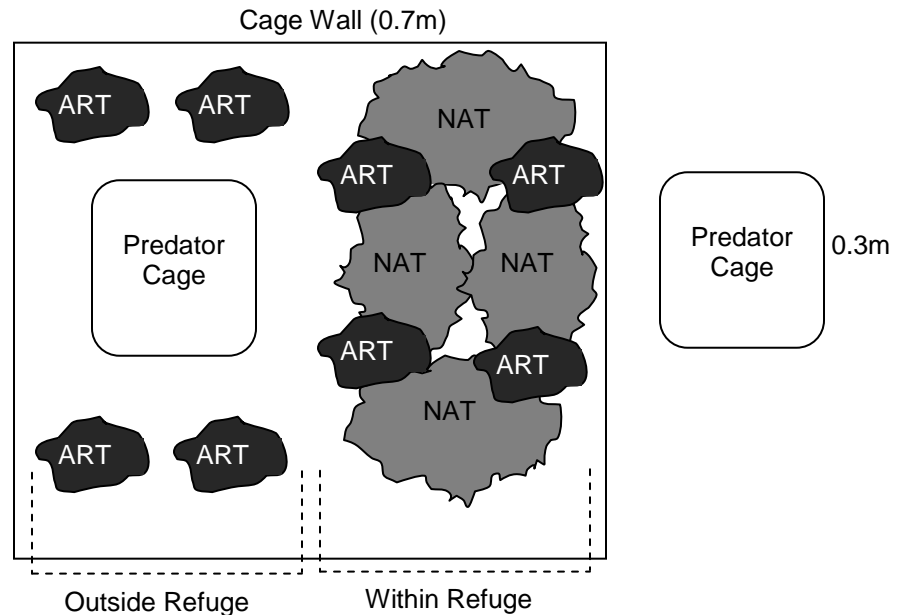 Cage Wall (0.7m)
ART ART
NAT
ART ART
Predator
Cage
NAT NAT
Predator
Cage
0.3m
ART ART
NAT
ART ART
Outside Refuge
Within Refuge